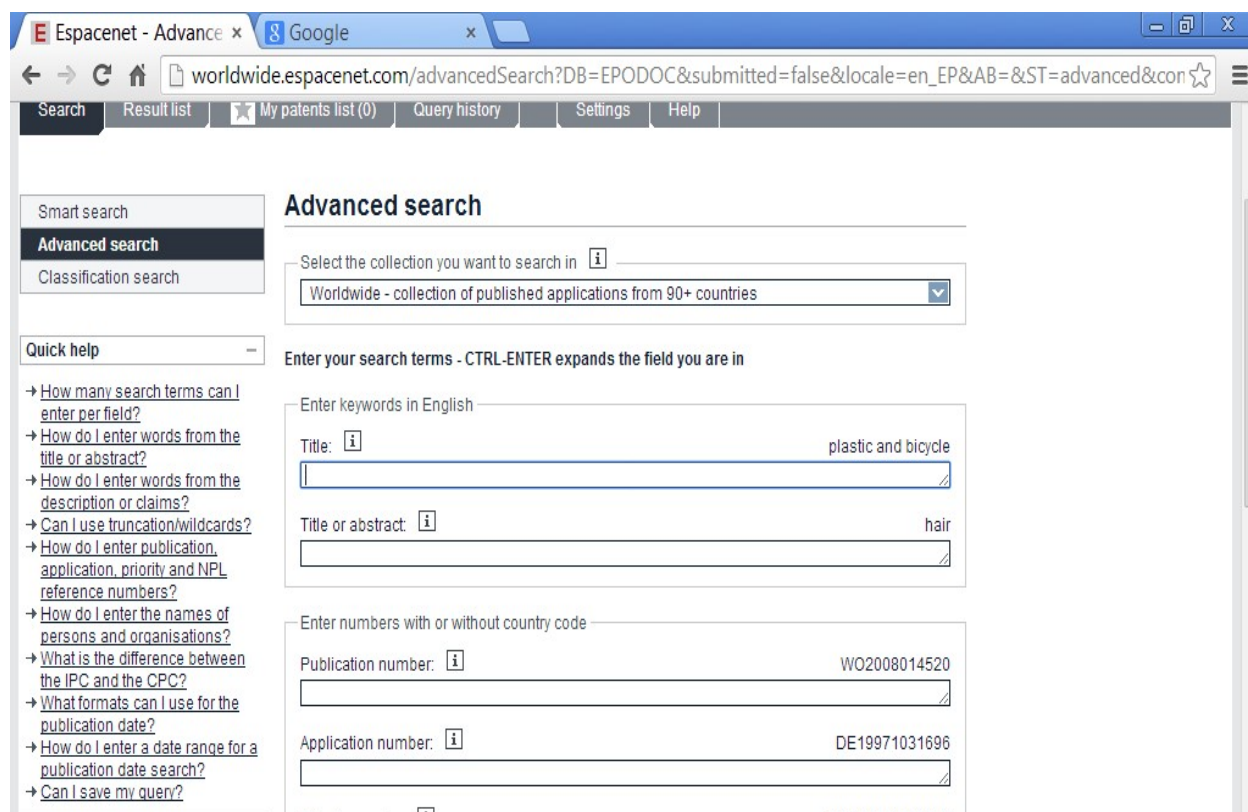 Espacenet - Advance
Google
worldwide.espacenet.com/advancedSearch?DB=EPODOC&submitted=false&locale=en_EP&AB=&ST=advanced&con
Search Result list My patents list (0) Query history Settings Help
Smart search
Advanced search
Classification search
Quick help
How many search terms can I
enter per field?
How do I enter words from the
title or abstract?
How do I enter words from the
description or claims?
Can I use truncation/wildcards?
How do I enter publication,
application, priority and NPL
reference numbers?
How do I enter the names of
persons and organisations?
What is the difference between
the IPC and the CPC?
What formats can I use for the
publication date?
How do I enter a date range for a
publication date search?
Can I save my query?
Advanced search
Select the collection you want to search in
Worldwide - collection of published applications from 90+ countries
Enter your search terms - CTRL-ENTER expands the field you are in
Enter keywords in English
Title: plastic and bicycle
Title or abstract: hair
Enter numbers with or without country code
Publication number: WO2008014520
Application number: DE19971031696